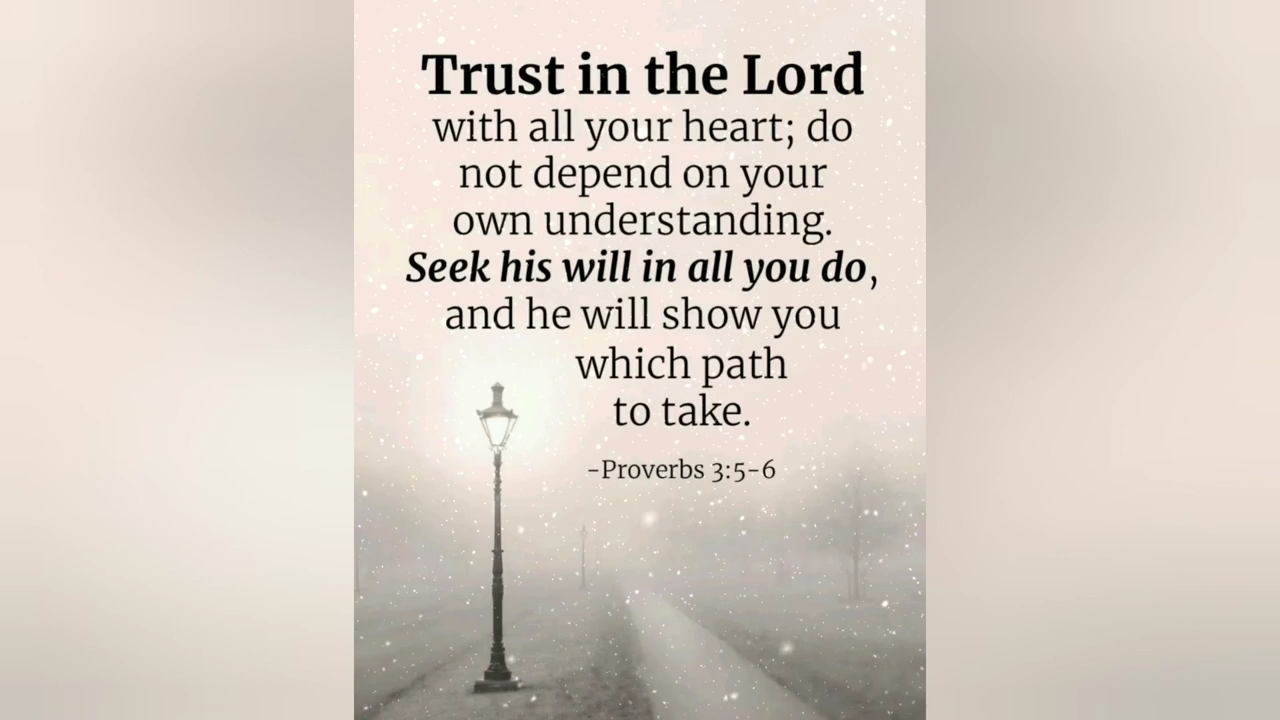 Trust in the Lord
with all your heart; do
not depend on your
own understanding.
Seek his will in all you do,
and he will show you
which path
to take.
-Proverbs 3:5-6